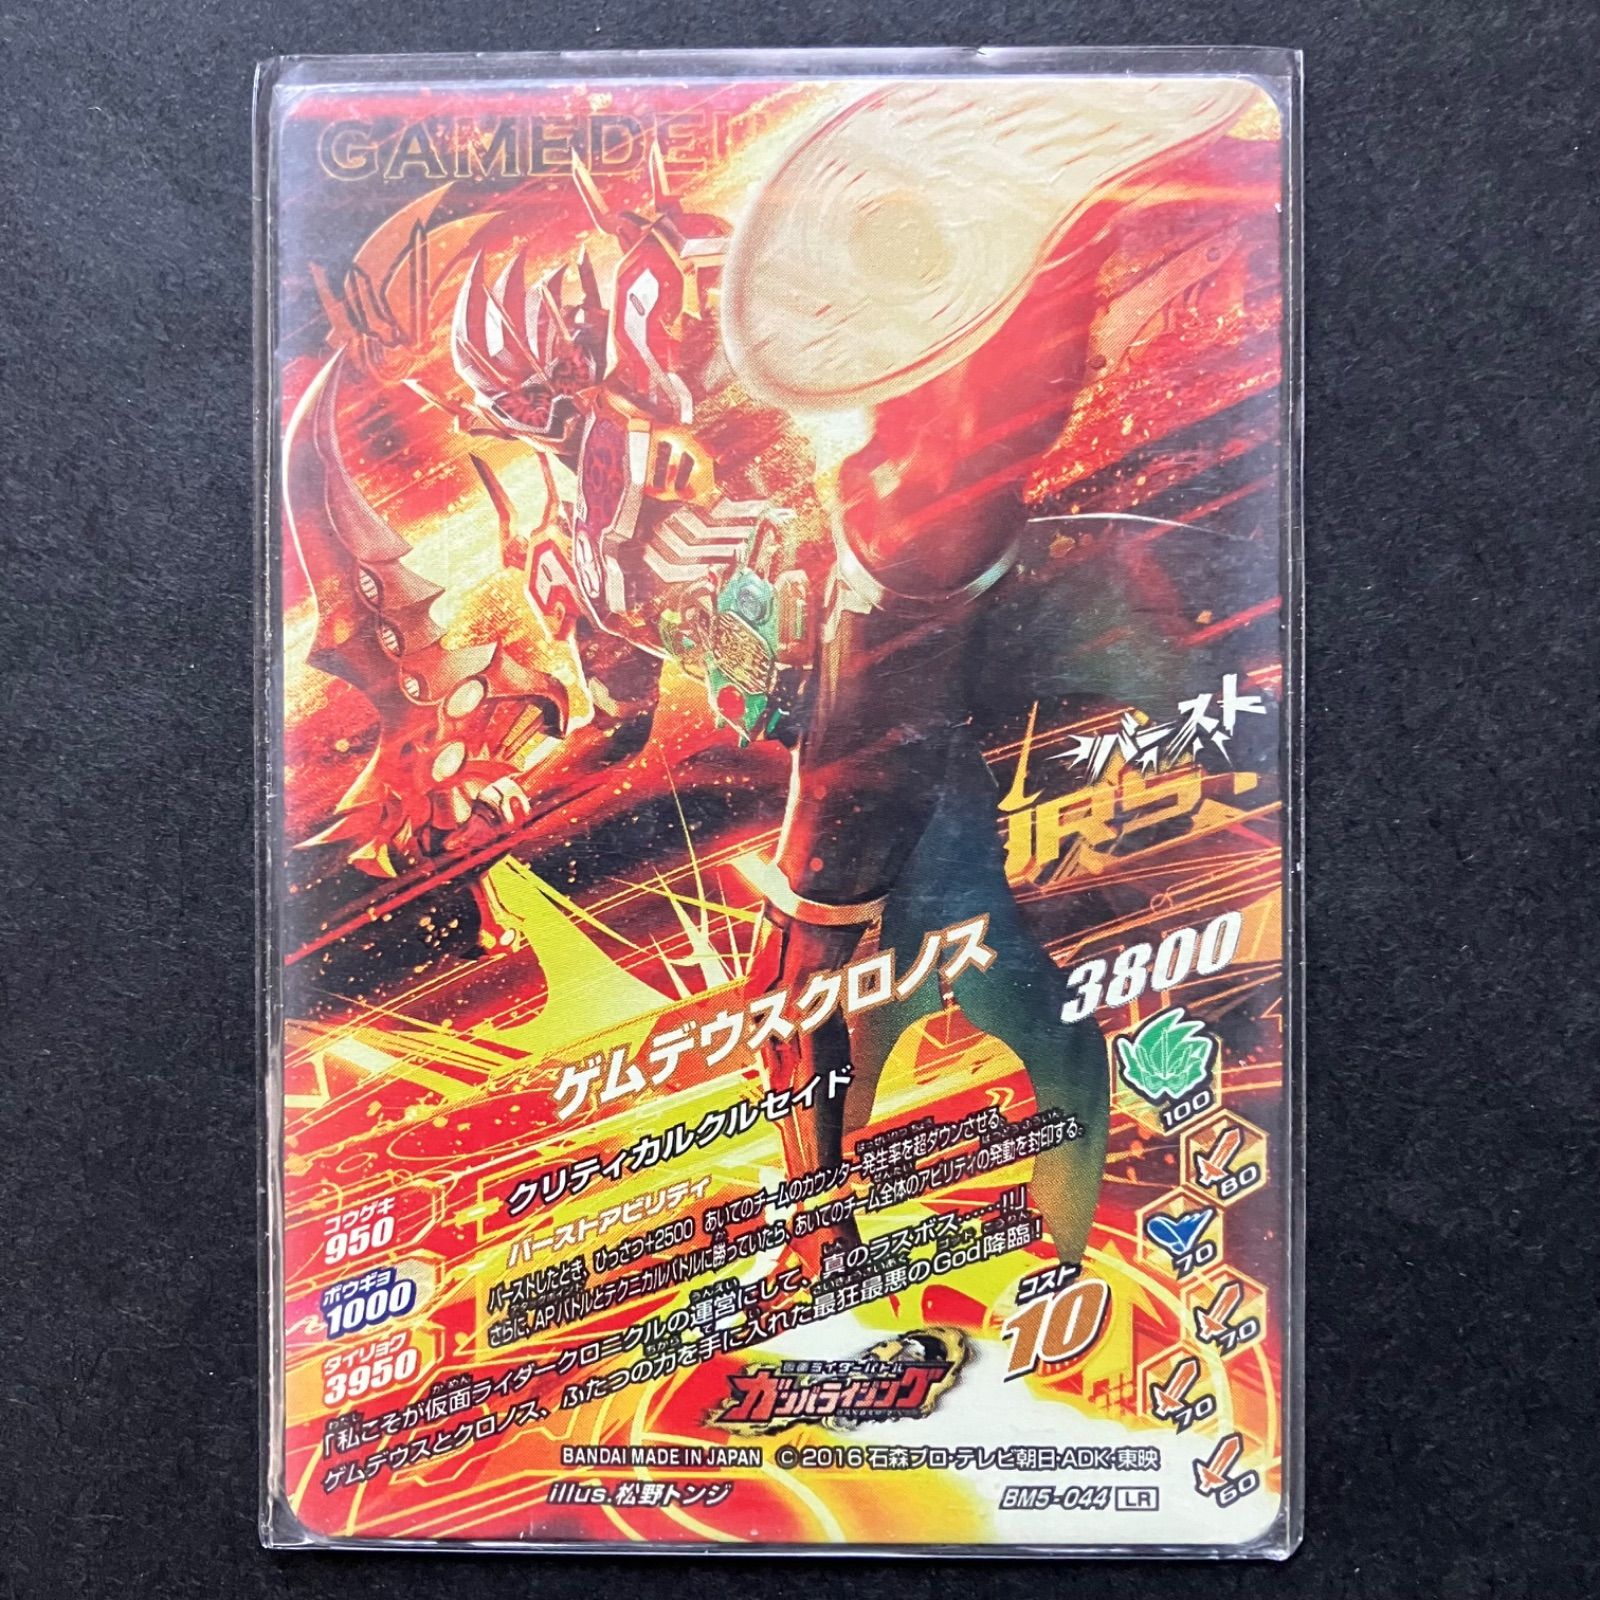 GAMEDEU
バースト
ゲムデウスクロノス
3800
クリティカルクルセイド
100
80
70
70
70
60
コウゲキ
950
ボウギョ
1000
タイリョク
3950
バーストアビリティ
バーストしたとき、ひっさつ+2500 あいてのチームのカウンター発生率を超ダウンさせる。
さらに、APバトルとテクニカルバトルに勝っていたら、あいてのチーム全体のアビリティの発動を封印する。
コスト
10
「私こそが仮面ライダークロニクルの運営にして、真のラスボス……!!」
ゲムデウスとクロノス、ふたつの力を手に入れた最狂最悪のGod降臨!
仮面ライダーバトル
ガンバライジング
BANDAI MADE IN JAPAN © 2016 石森プロ・テレビ朝日・ADK・東映
illus.松野トンジ
BM5-044 LR